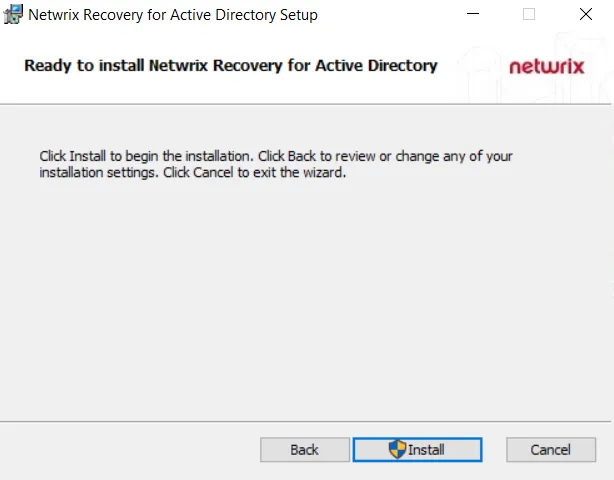 Netwrix Recovery for Active Directory Setup
Ready to install Netwrix Recovery for Active Directory
netwrix
Click Install to begin the installation. Click Back to review or change any of your
installation settings. Click Cancel to exit the wizard.
Back
Install
Cancel